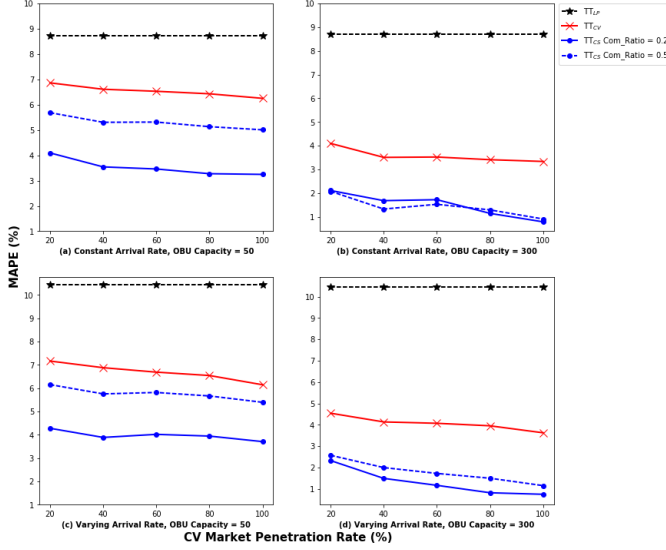 TT_LP
TT_CV
TT_CS Com_Ratio = 0.2
TT_CS Com_Ratio = 0.5
MAPE (%)
10
9
8
7
6
5
4
3
2
1
20 40 60 80 100
(a) Constant Arrival Rate, OBU Capacity = 50
10
9
8
7
6
5
4
3
2
1
20 40 60 80 100
(b) Constant Arrival Rate, OBU Capacity = 300
10
9
8
7
6
5
4
3
2
1
20 40 60 80 100
(c) Varying Arrival Rate, OBU Capacity = 50
10
9
8
7
6
5
4
3
2
1
20 40 60 80 100
(d) Varying Arrival Rate, OBU Capacity = 300
CV Market Penetration Rate (%)